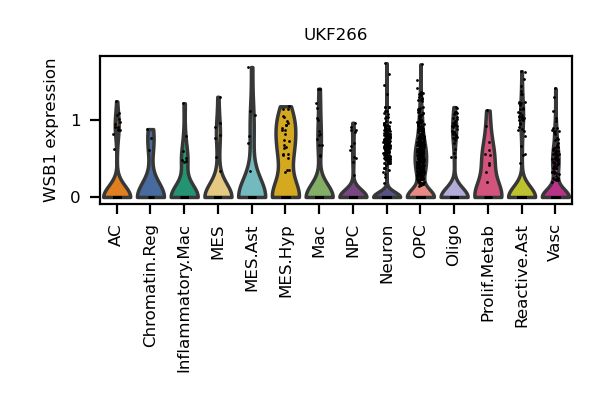 UKF266
WSB1 expression
1
0
AC
Chromatin.Reg
Inflammatory.Mac
MES
MES.Ast
MES.Hyp
Mac
NPC
Neuron
OPC
Oligo
Prolif.Metab
Reactive.Ast
Vasc